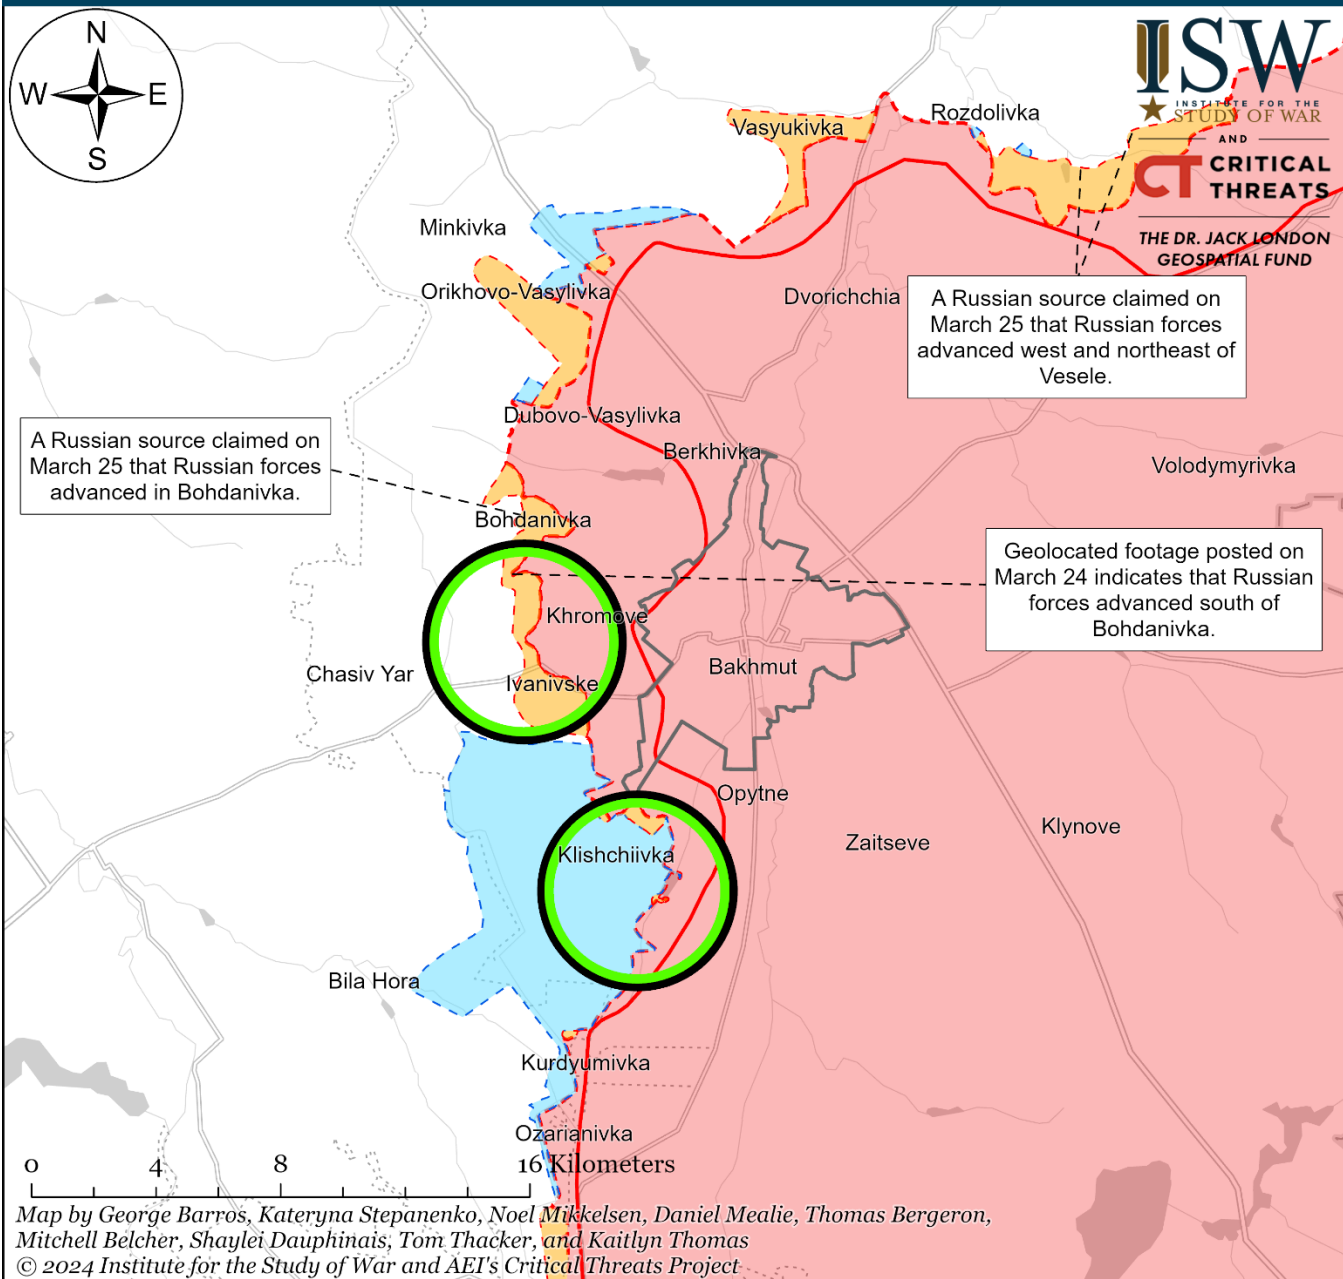 N
W E
S
ISW
INSTITUTE FOR THE
STUDY OF WAR
AND
CT CRITICAL
THREATS
THE DR. JACK LONDON
GEOSPATIAL FUND
Vasyukivka
Rozdolivka
Minkivka
Orikhovo-Vasylivka
Dvorichchia
A Russian source claimed on
March 25 that Russian forces
advanced west and northeast of
Vesele.
Dubovo-Vasylivka
A Russian source claimed on
March 25 that Russian forces
advanced in Bohdanivka.
Berkhivka
Volodymyrivka
Bohdanivka
Geolocated footage posted on
March 24 indicates that Russian
forces advanced south of
Bohdanivka.
Khromove
Chasiv Yar
Bakhmut
Ivanivske
Opytne
Klynove
Zaitseve
Klishchiivka
Bila Hora
Kurdyumivka
Ozarianivka
0 4 8 16 Kilometers
Map by George Barros, Kateryna Stepanenko, Noel Mikkelsen, Daniel Mealie, Thomas Bergeron,
Mitchell Belcher, Shaylei Dauphinais, Tom Thacker, and Kaitlyn Thomas
© 2024 Institute for the Study of War and AEI's Critical Threats Project